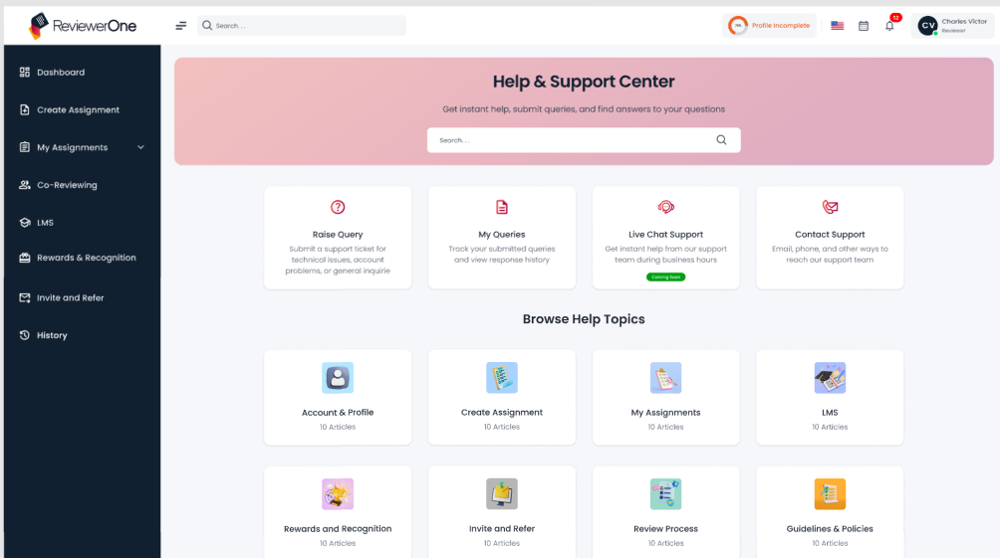 ReviewerOne
Search...
Profile Incomplete
12
CV
Charles Victor
Reviewer
Dashboard
Create Assignment
My Assignments
Co-Reviewing
LMS
Rewards & Recognition
Invite and Refer
History
Help & Support Center
Get instant help, submit queries, and find answers to your questions
Search...
Raise Query
Submit a support ticket for
technical issues, account
problems, or general inquirie
My Queries
Track your submitted queries
and view response history
Live Chat Support
Get instant help from our support
team during business hours
Coming Soon
Contact Support
Email, phone, and other ways to
reach our support team
Browse Help Topics
Account & Profile
10 Articles
Create Assignment
10 Articles
My Assignments
10 Articles
LMS
10 Articles
Rewards and Recognition
10 Articles
Invite and Refer
10 Articles
Review Process
10 Articles
Guidelines & Policies
10 Articles